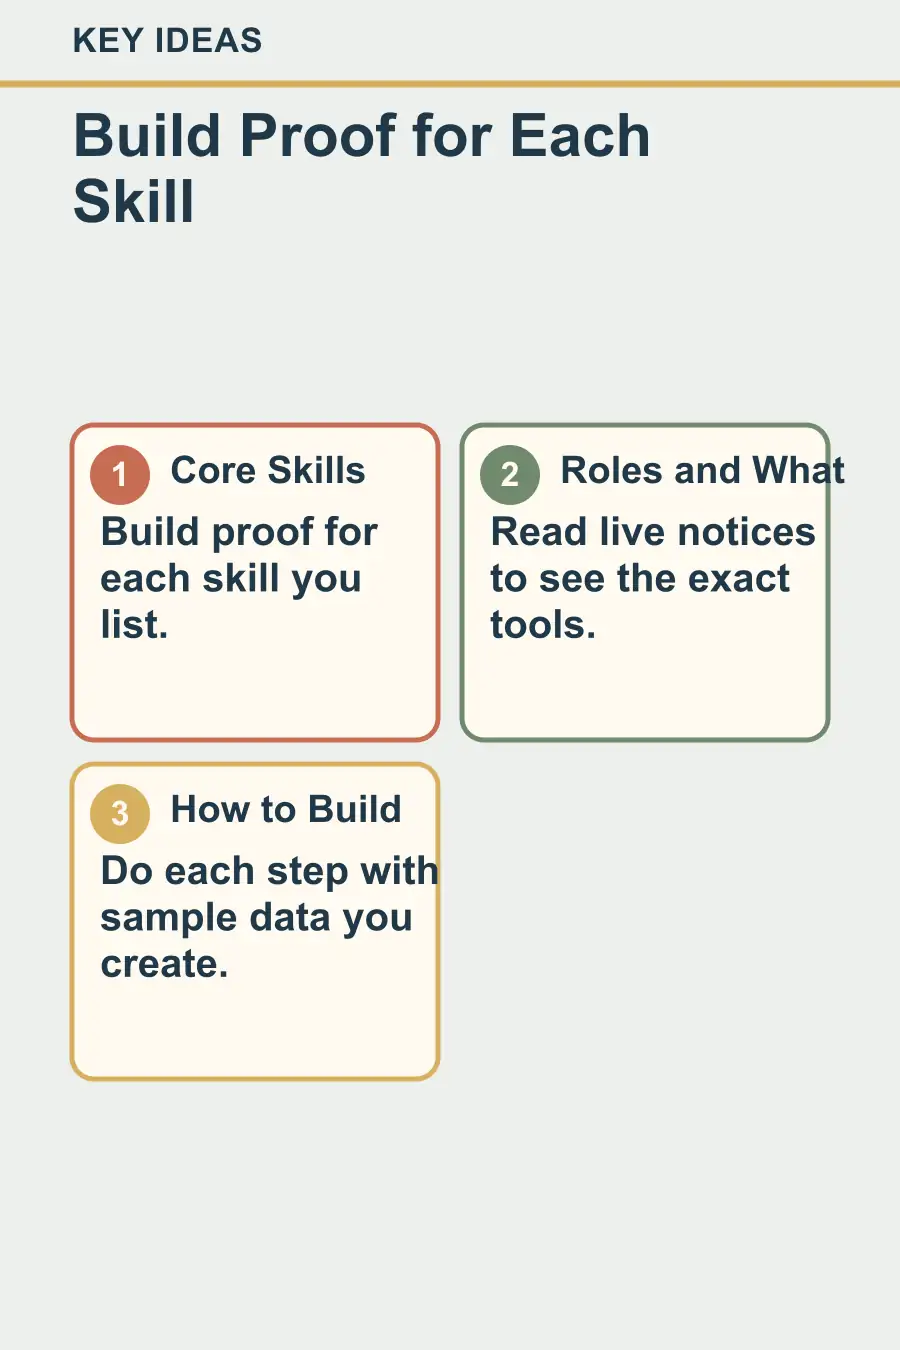 KEY IDEAS
Build Proof for Each
Skill
1 Core Skills
Build proof for
each skill you
list.
2 Roles and What
Read live notices
to see the exact
tools.
3 How to Build
Do each step with
sample data you
create.